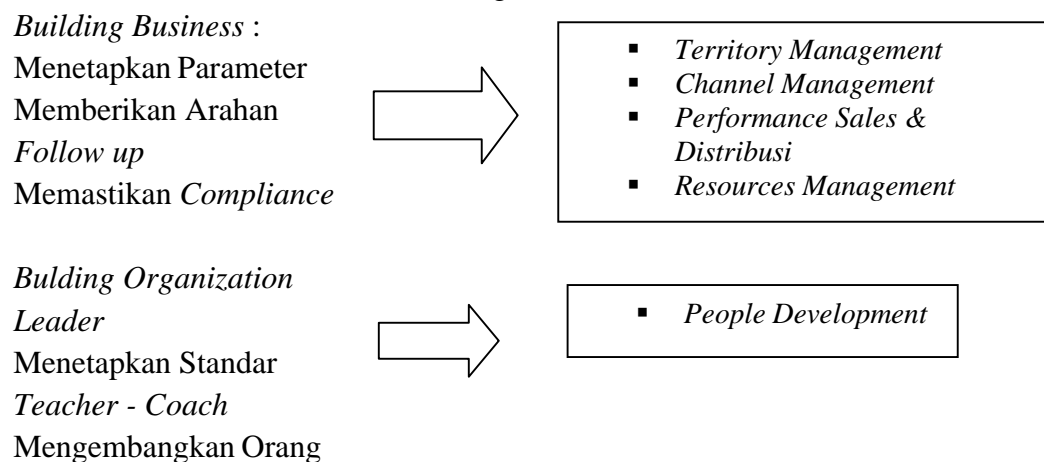 Building Business :
Menetapkan Parameter
Memberikan Arahan
Follow up
Memastikan Compliance
▪ Territory Management
▪ Channel Management
▪ Performance Sales &
Distribusi
▪ Resources Management
Bulding Organization
Leader
Menetapkan Standar
Teacher - Coach
Mengembangkan Orang
▪ People Development